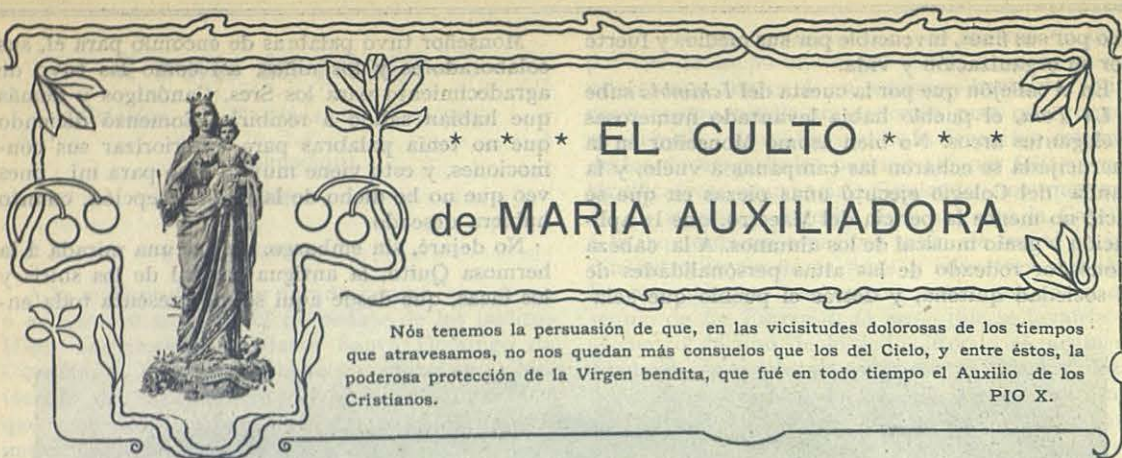 * * * EL CULTO * * *
de MARIA AUXILIADORA
Nós tenemos la persuasión de que, en las vicisitudes dolorosas de los tiempos
que atravesamos, no nos quedan más consuelos que los del Cielo, y entre éstos, la
poderosa protección de la Virgen bendita, que fué en todo tiempo el Auxilio de los
Cristianos. PIO X.